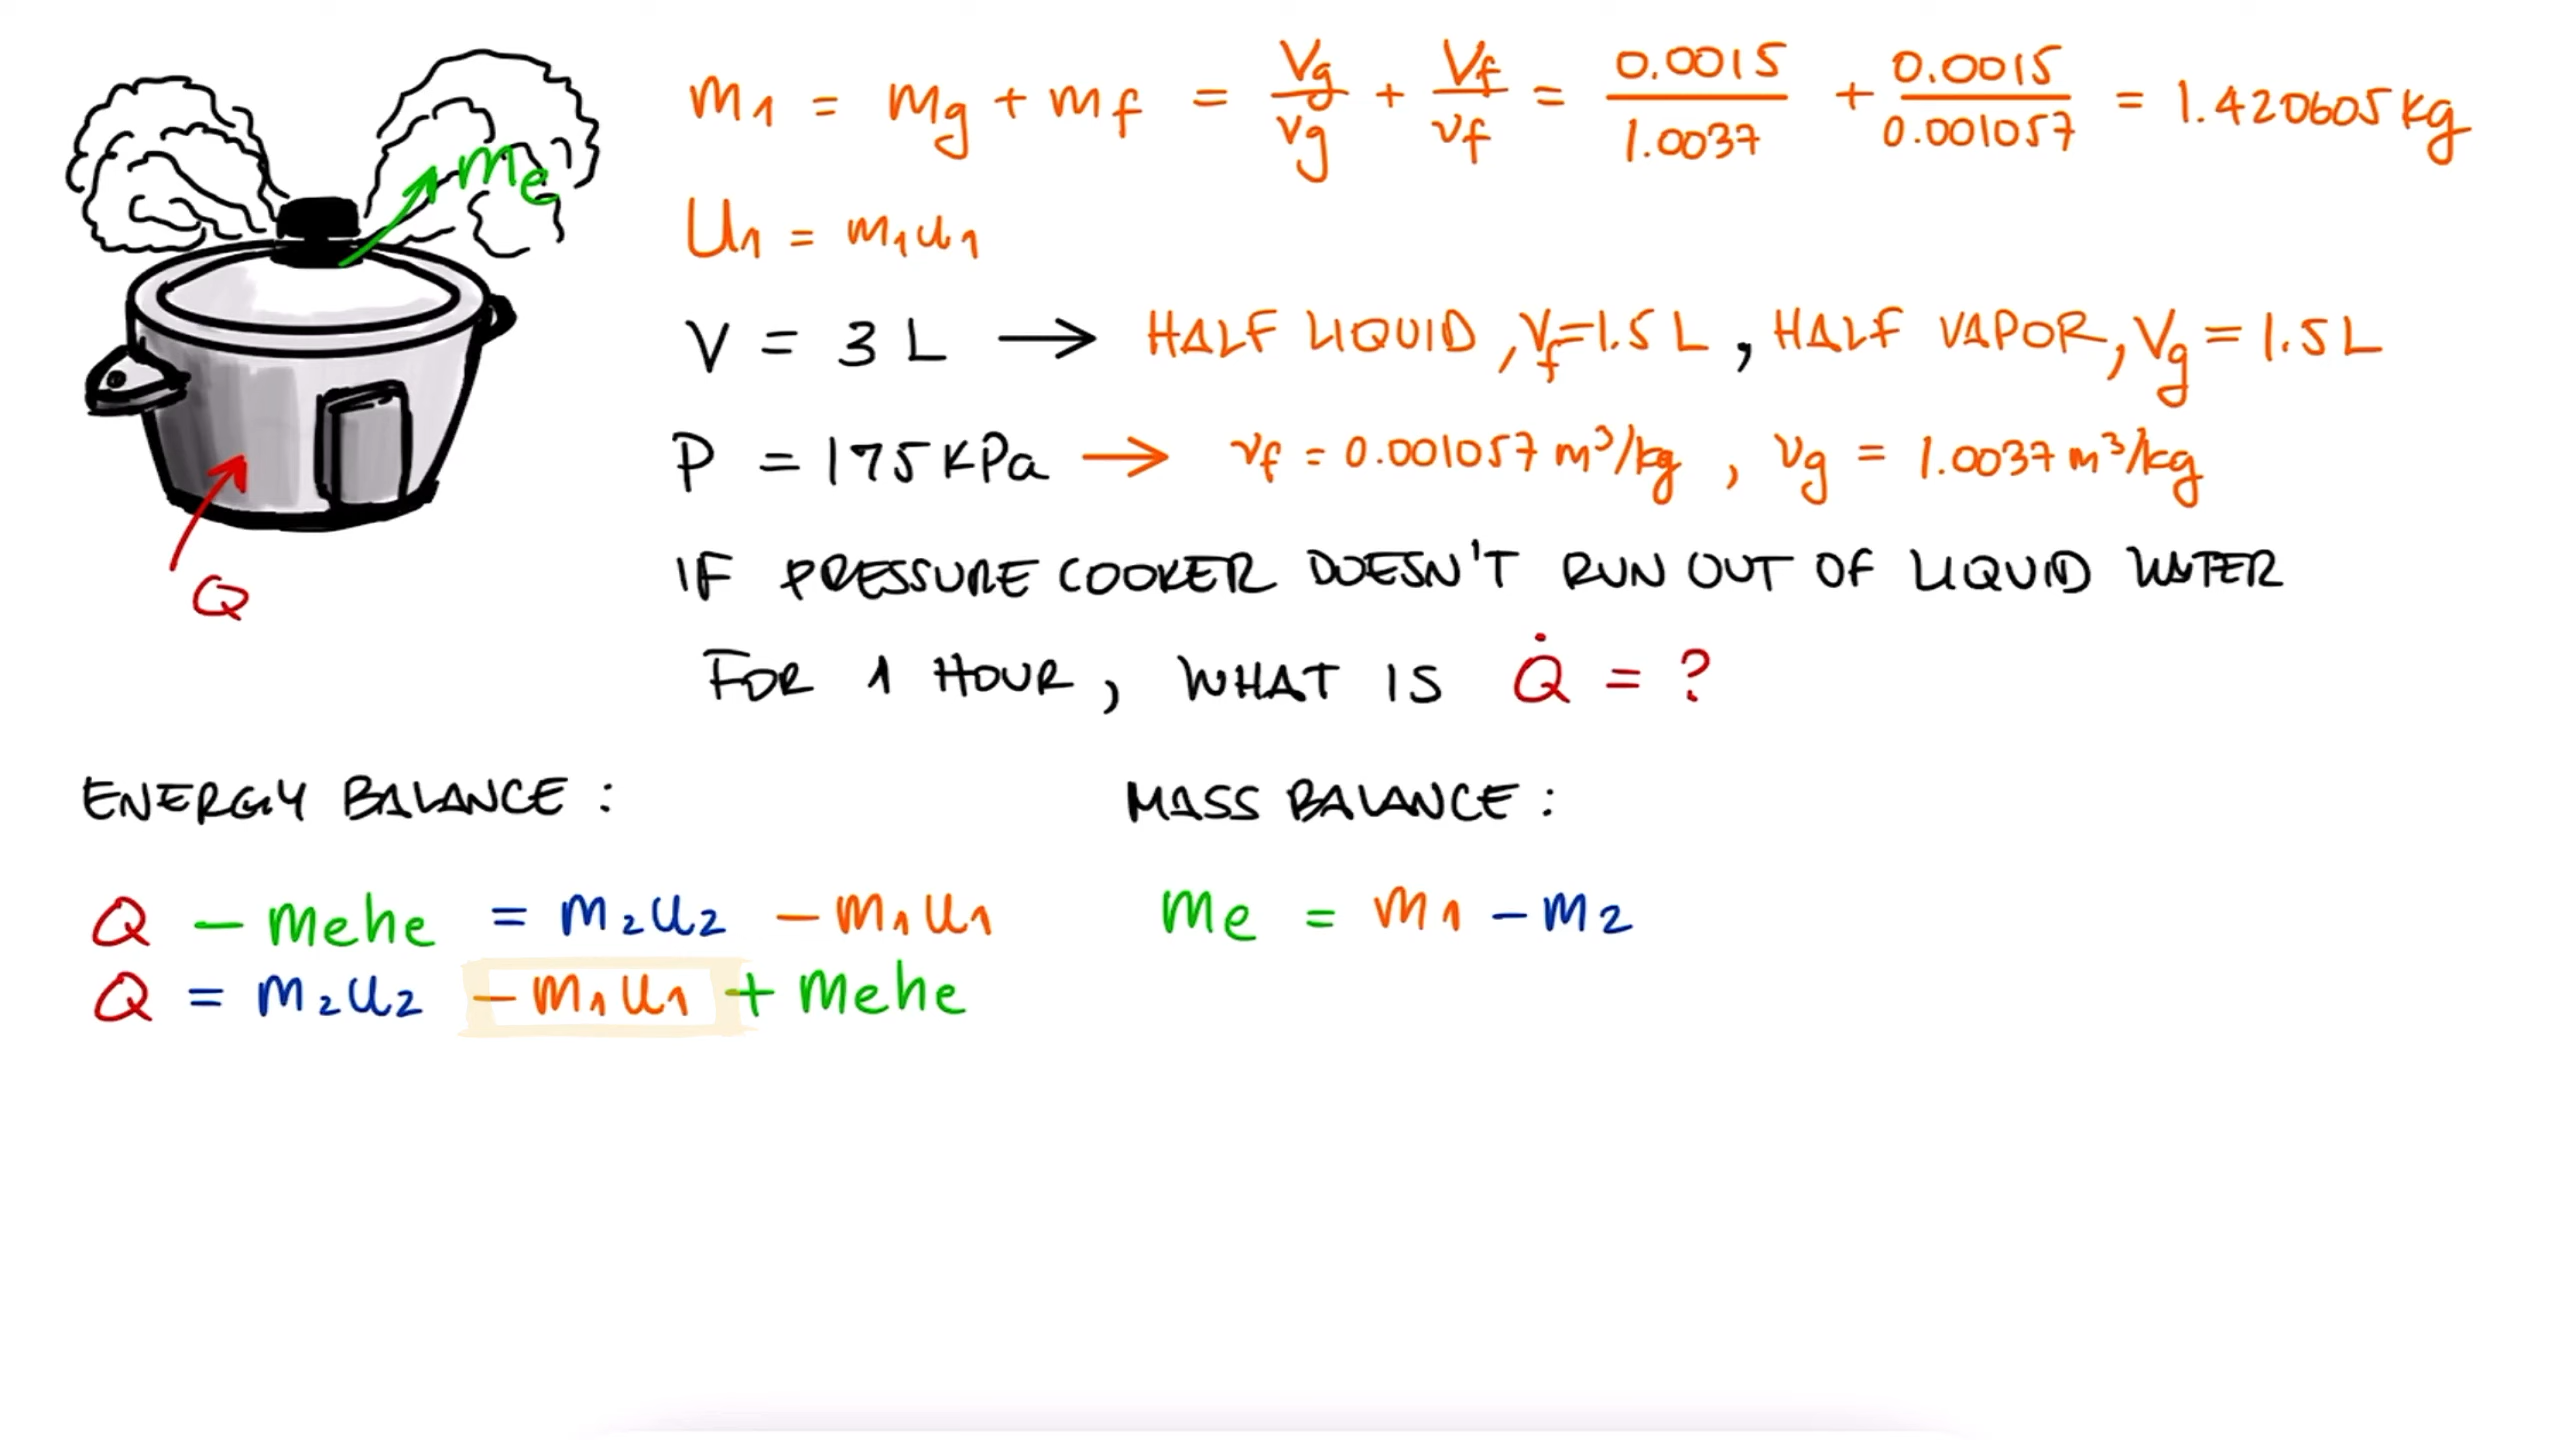 me
Q
m1 = mg + mf = Vg/vg + Vf/vf = 0.0015/1.0037 + 0.0015/0.001057 = 1.420605 kg
U1 = m1u1
V = 3 L → HALF LIQUID, Vf=1.5 L, HALF VAPOR, Vg = 1.5 L
P = 175 KPa → vf = 0.001057 m³/kg, vg = 1.0037 m³/kg
IF PRESSURE COOKER DOESN'T RUN OUT OF LIQUID WATER
FOR 1 HOUR, WHAT IS Q̇ = ?
ENERGY BALANCE:
Q - mehe = m2u2 - m1u1
Q = m2u2 - m1u1 + mehe
MASS BALANCE:
me = m1 - m2